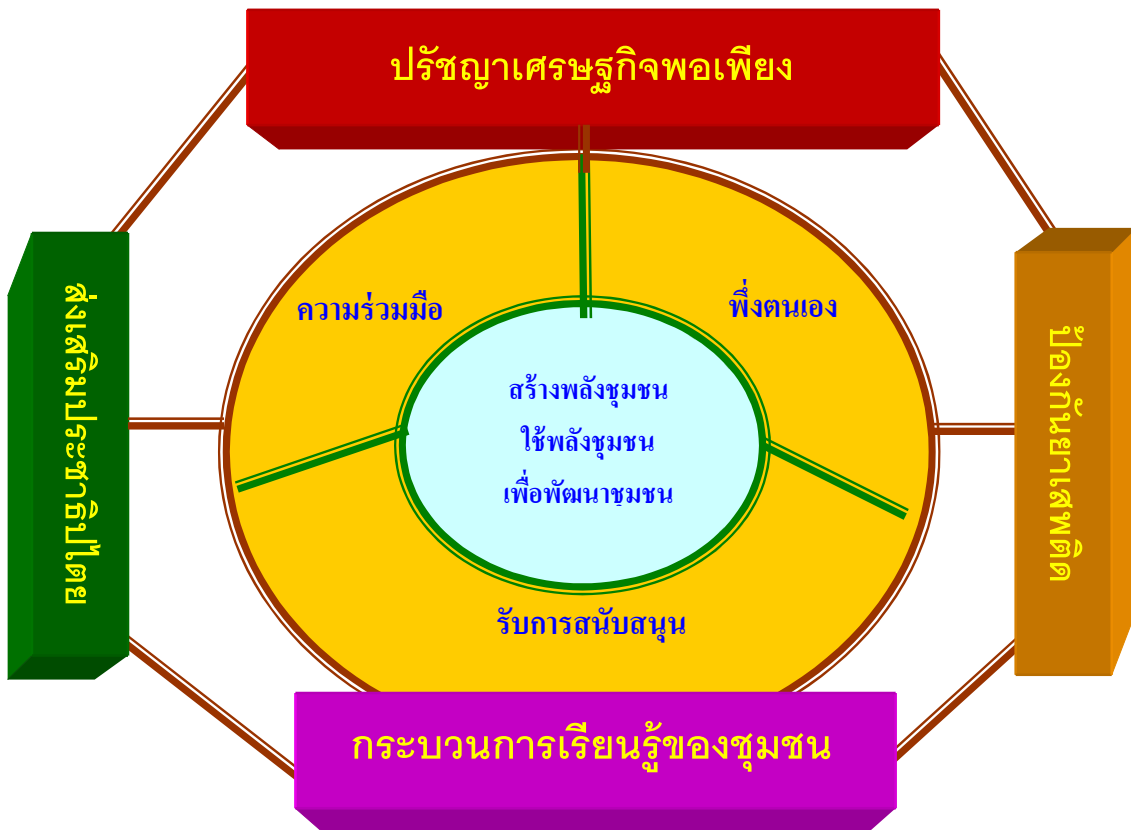 ปรัชญาเศรษฐกิจพอเพียง
ส่งเสริมประชาธิปไตย
ความร่วมมือ
พึ่งตนเอง
สร้างพลังชุมชน
ใช้พลังชุมชน
เพื่อพัฒนาชุมชน
ป้องกันยาเสพติด
รับการสนับสนุน
กระบวนการเรียนรู้ของชุมชน